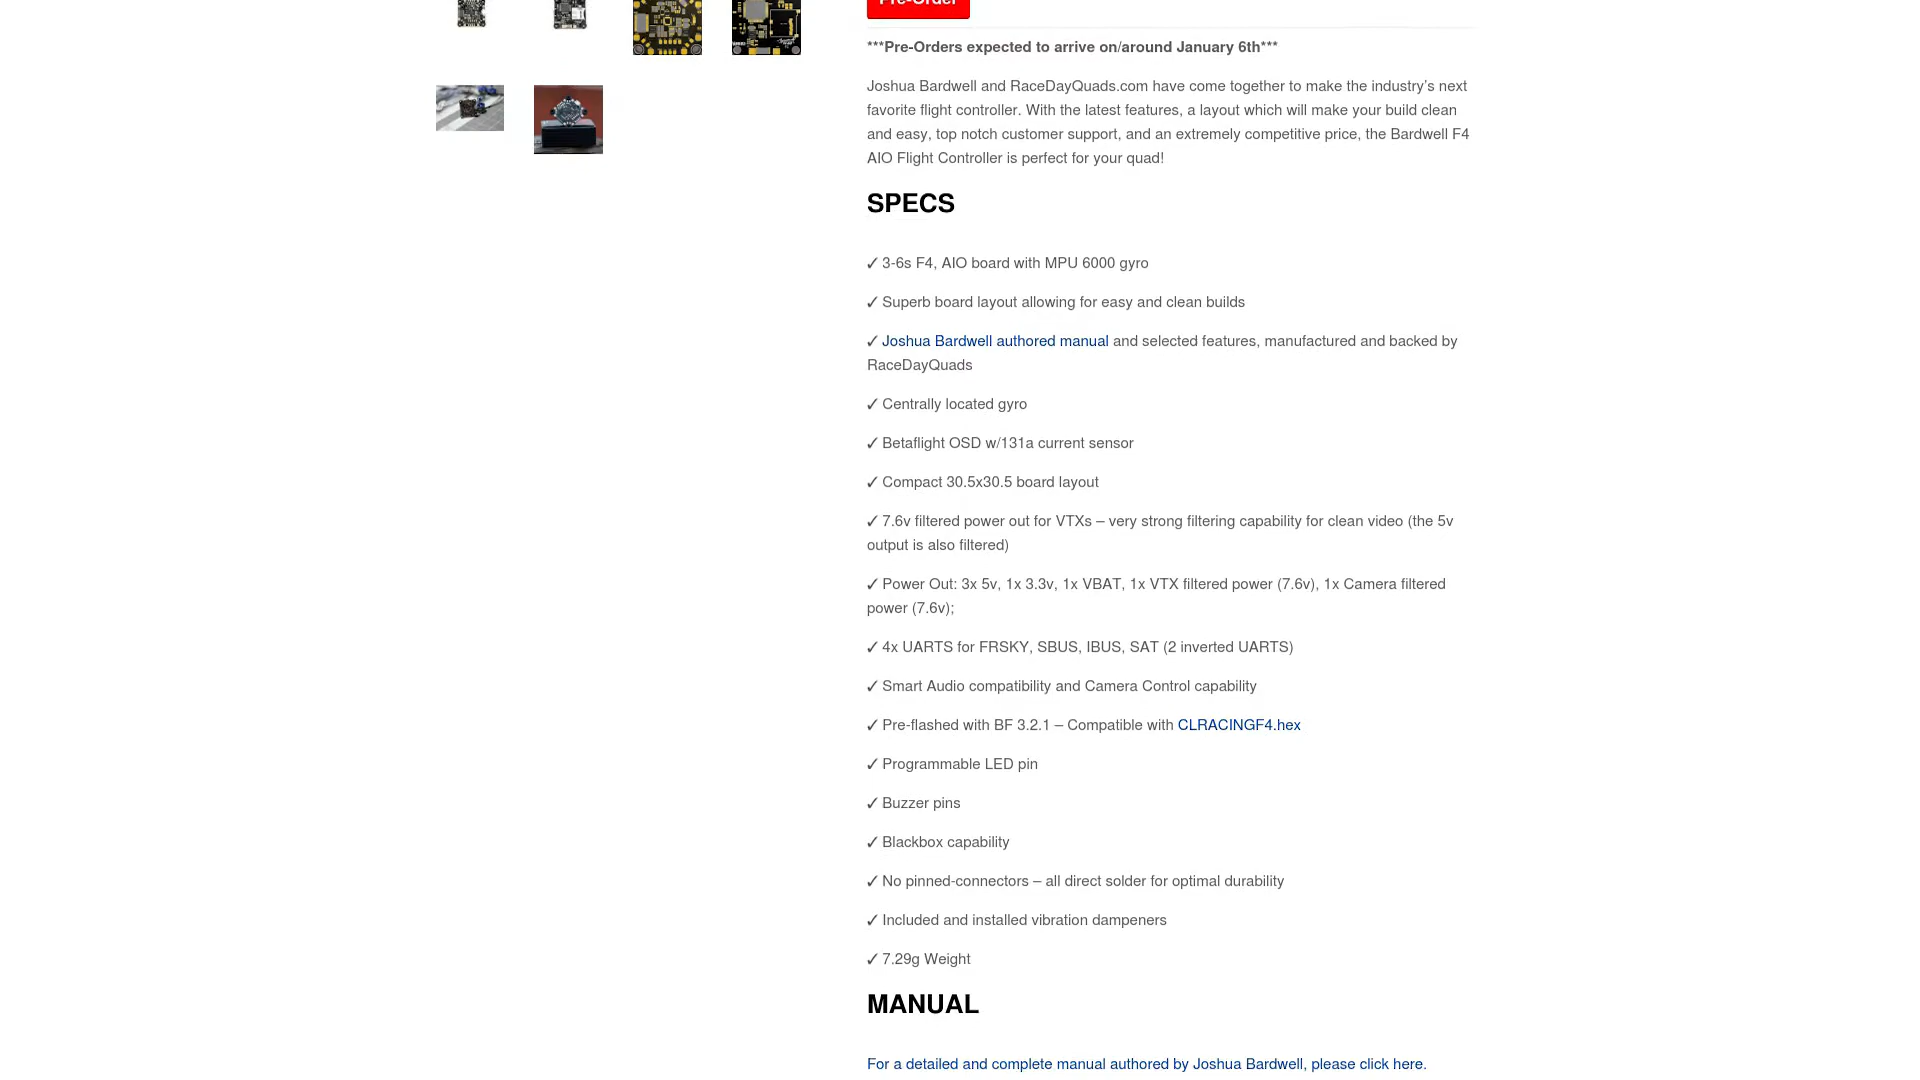 Pre-Order
***Pre-Orders expected to arrive on/around January 6th***
Joshua Bardwell and RaceDayQuads.com have come together to make the industry’s next
favorite flight controller. With the latest features, a layout which will make your build clean
and easy, top notch customer support, and an extremely competitive price, the Bardwell F4
AIO Flight Controller is perfect for your quad!
SPECS
✓ 3-6s F4, AIO board with MPU 6000 gyro
✓ Superb board layout allowing for easy and clean builds
✓ Joshua Bardwell authored manual and selected features, manufactured and backed by
RaceDayQuads
✓ Centrally located gyro
✓ Betaflight OSD w/131a current sensor
✓ Compact 30.5x30.5 board layout
✓ 7.6v filtered power out for VTXs – very strong filtering capability for clean video (the 5v
output is also filtered)
✓ Power Out: 3x 5v, 1x 3.3v, 1x VBAT, 1x VTX filtered power (7.6v), 1x Camera filtered
power (7.6v);
✓ 4x UARTS for FRSKY, SBUS, IBUS, SAT (2 inverted UARTS)
✓ Smart Audio compatibility and Camera Control capability
✓ Pre-flashed with BF 3.2.1 – Compatible with CLRACINGF4.hex
✓ Programmable LED pin
✓ Buzzer pins
✓ Blackbox capability
✓ No pinned-connectors – all direct solder for optimal durability
✓ Included and installed vibration dampeners
✓ 7.29g Weight
MANUAL
For a detailed and complete manual authored by Joshua Bardwell, please click here.